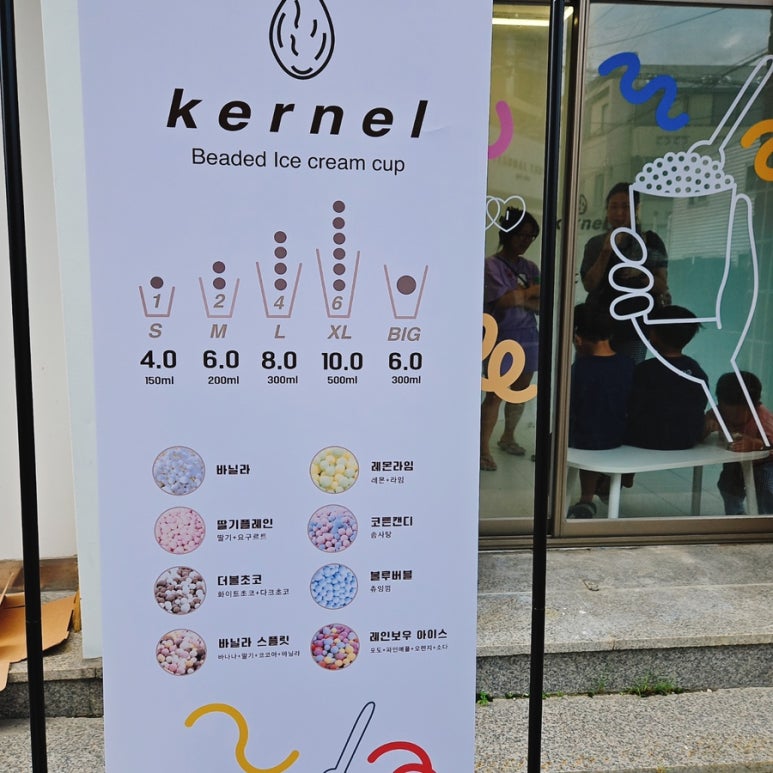 kernel
Beaded Ice cream cup
1 2 4 6
S M L XL BIG
4.0 6.0 8.0 10.0 6.0
150ml 200ml 300ml 500ml 300ml
바닐라
레몬라임
레몬+라임
딸기플레인
딸기+요구르트
코튼캔디
솜사탕
더블초코
화이트초코+다크초코
블루버블
츄잉껌
바닐라 스플릿
바나나+딸기+코코아+바닐라
레인보우 아이스
포도+파인애플+오렌지+소다